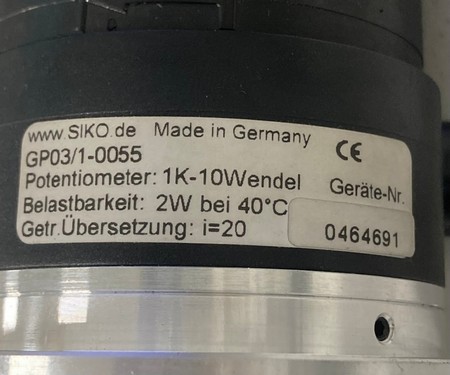 www.SIKO.de Made in Germany
GP03/1-0055 CE
Potentiometer: 1K-10Wendel
Geräte-Nr.
Belastbarkeit: 2W bei 40°C
Getr.Übersetzung: i=20
0464691